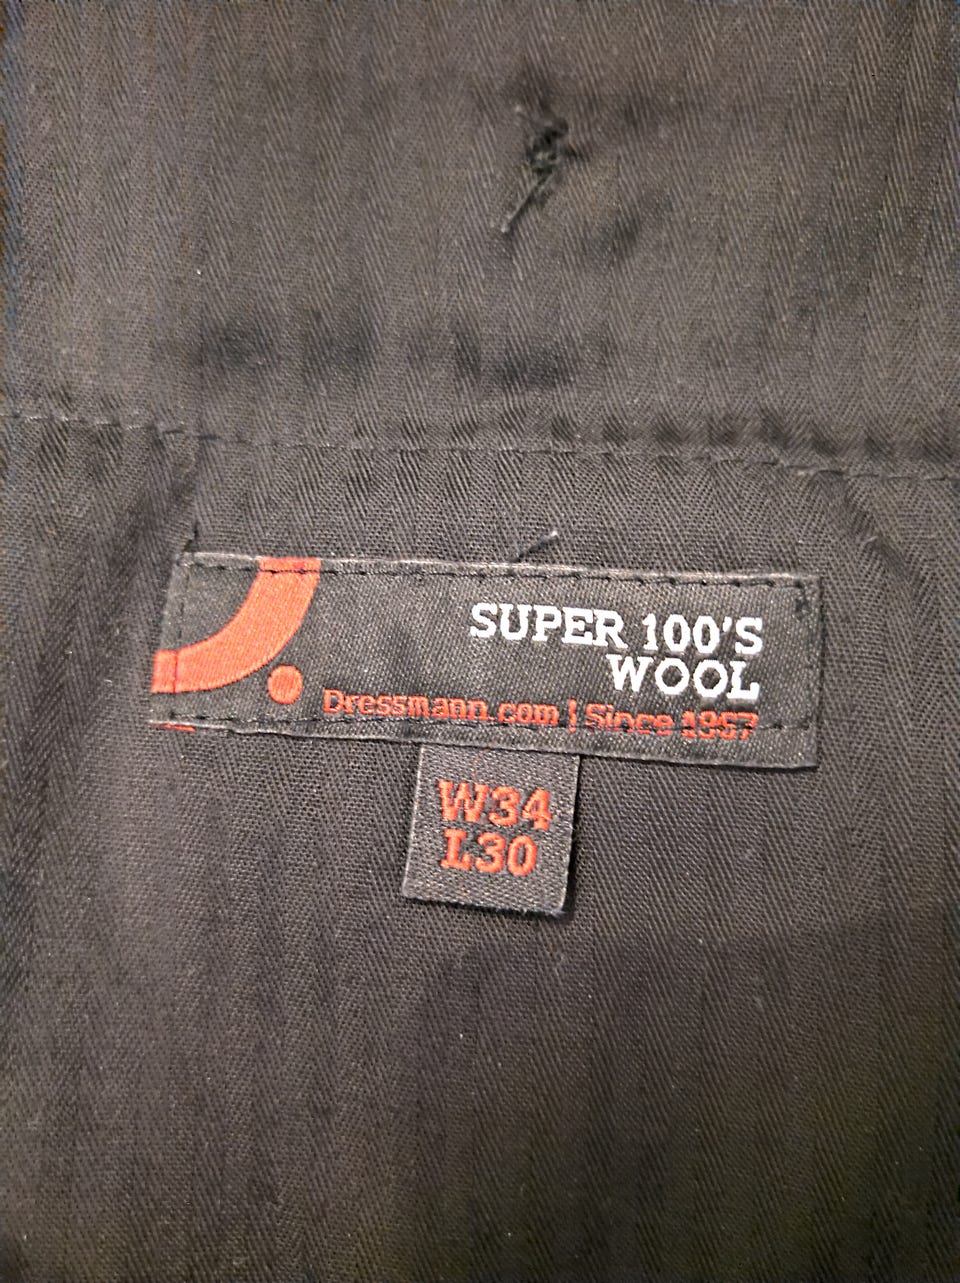 SUPER 100'S
WOOL
Dressmann.com | Since 1967
W34
L30